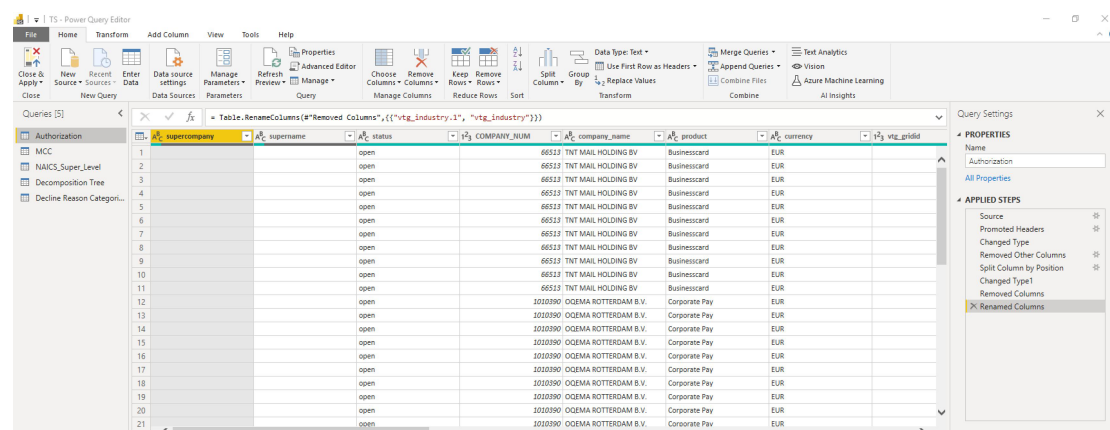 TS - Power Query Editor
File Home Transform Add Column View Tools Help
Close & Apply
New Source
Recent Sources
Enter Data
Data source settings
Manage Parameters
Refresh Preview
Properties
Advanced Editor
Manage
Choose Columns
Remove Columns
Keep Rows
Remove Rows
Split Column
Group By
Data Type: Text
Use First Row as Headers
Replace Values
Merge Queries
Append Queries
Combine Files
Text Analytics
Vision
Azure Machine Learning
Close New Query Data Sources Parameters Query Manage Columns Reduce Rows Sort Transform Combine AI Insights
Queries [5]
Authorization
MCC
NAICS_Super_Level
Decomposition Tree
Decline Reason Categori...
= Table.RenameColumns(#"Removed Columns",{{"vtg_industry.1", "vtg_industry"}})
supercompany supername status COMPANY_NUM company_name product currency vtg_gridid
1 open 66513 TNT MAIL HOLDING BV Businesscard EUR
2 open 66513 TNT MAIL HOLDING BV Businesscard EUR
3 open 66513 TNT MAIL HOLDING BV Businesscard EUR
4 open 66513 TNT MAIL HOLDING BV Businesscard EUR
5 open 66513 TNT MAIL HOLDING BV Businesscard EUR
6 open 66513 TNT MAIL HOLDING BV Businesscard EUR
7 open 66513 TNT MAIL HOLDING BV Businesscard EUR
8 open 66513 TNT MAIL HOLDING BV Businesscard EUR
9 open 66513 TNT MAIL HOLDING BV Businesscard EUR
10 open 66513 TNT MAIL HOLDING BV Businesscard EUR
11 open 66513 TNT MAIL HOLDING BV Businesscard EUR
12 open 1010390 OQEMA ROTTERDAM B.V. Corporate Pay EUR
13 open 1010390 OQEMA ROTTERDAM B.V. Corporate Pay EUR
14 open 1010390 OQEMA ROTTERDAM B.V. Corporate Pay EUR
15 open 1010390 OQEMA ROTTERDAM B.V. Corporate Pay EUR
16 open 1010390 OQEMA ROTTERDAM B.V. Corporate Pay EUR
17 open 1010390 OQEMA ROTTERDAM B.V. Corporate Pay EUR
18 open 1010390 OQEMA ROTTERDAM B.V. Corporate Pay EUR
19 open 1010390 OQEMA ROTTERDAM B.V. Corporate Pay EUR
20 open 1010390 OQEMA ROTTERDAM B.V. Corporate Pay EUR
21 open 1010390 OQEMA ROTTERDAM B.V. Corporate Pay EUR
Query Settings
PROPERTIES
Name
Authorization
All Properties
APPLIED STEPS
Source
Promoted Headers
Changed Type
Removed Other Columns
Split Column by Position
Changed Type1
Removed Columns
Renamed Columns